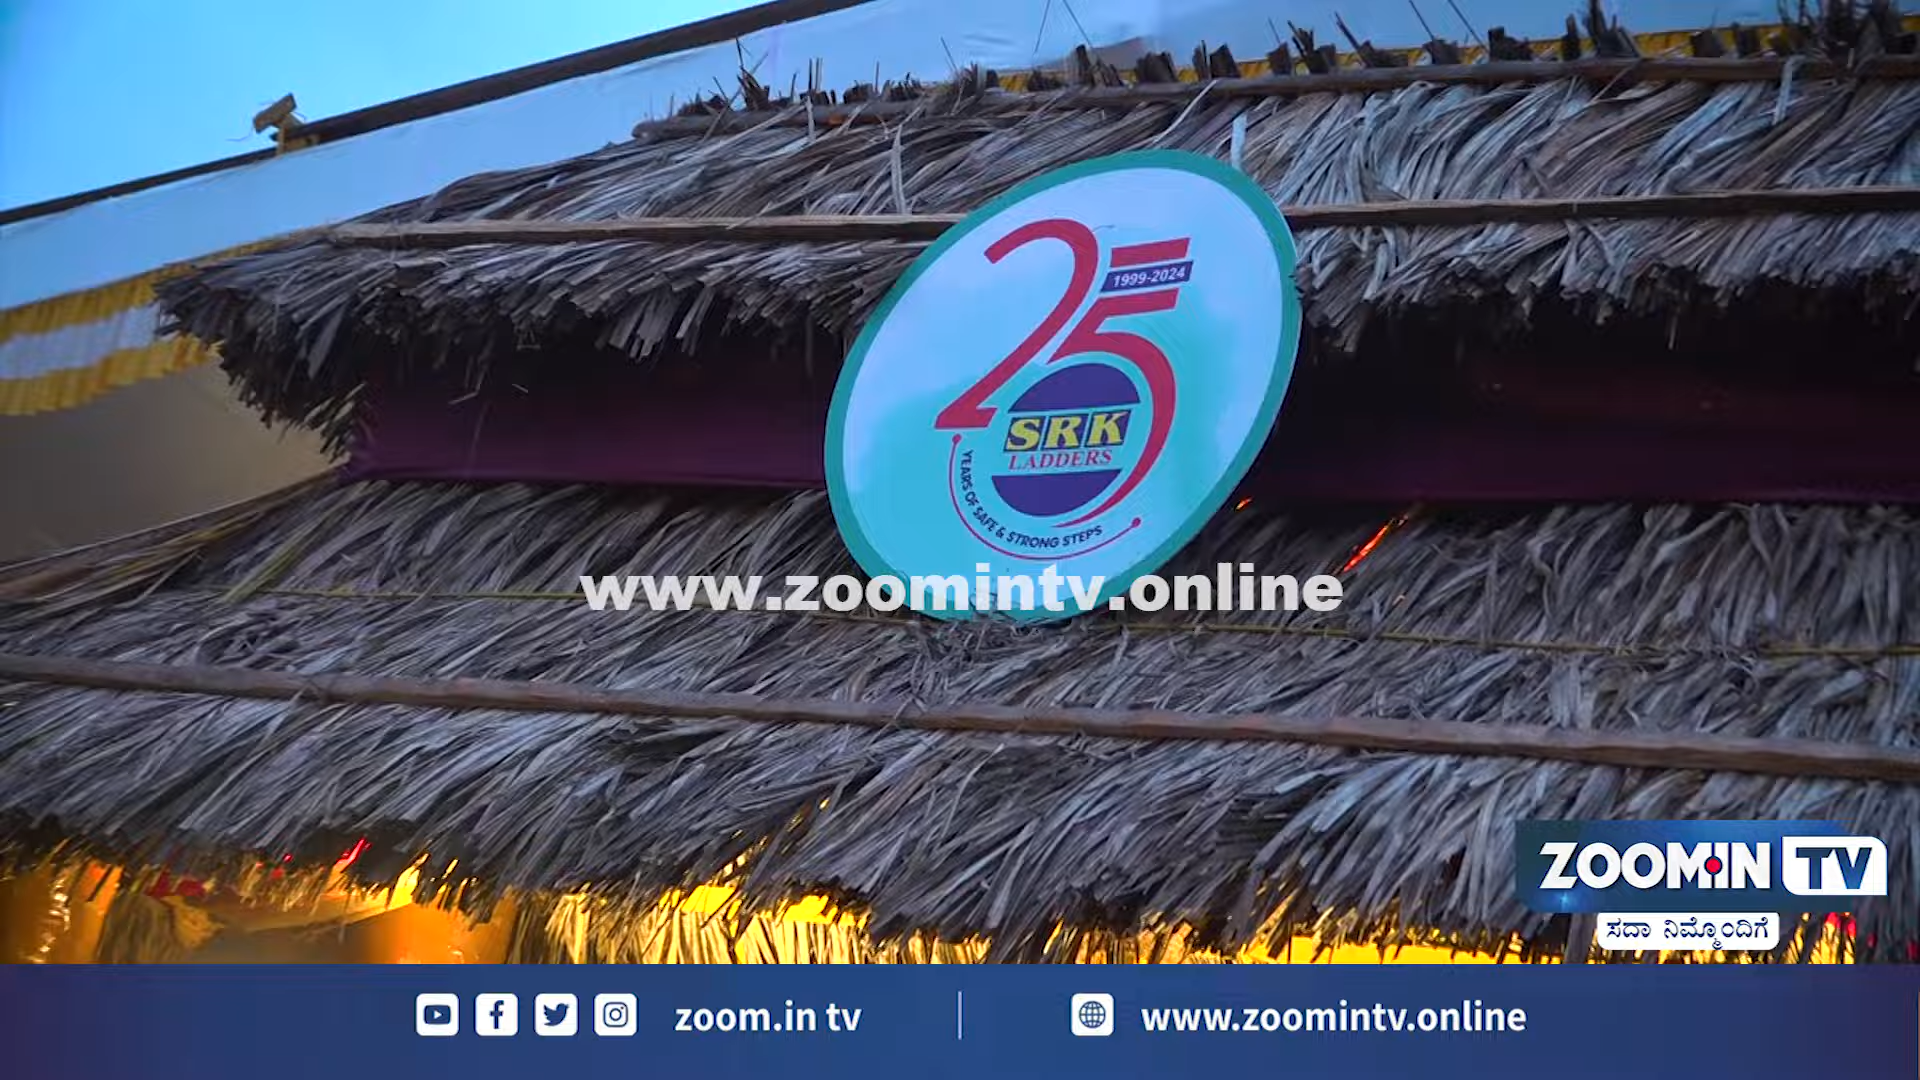 25
1999-2024
SRK
LADDERS
YEARS OF SAFE & STRONG STEPS
www.zoomintv.online
ZOOMIN TV
ಸದಾ ನಿಮ್ಮೊಂದಿಗೆ
zoom.in tv
www.zoomintv.online